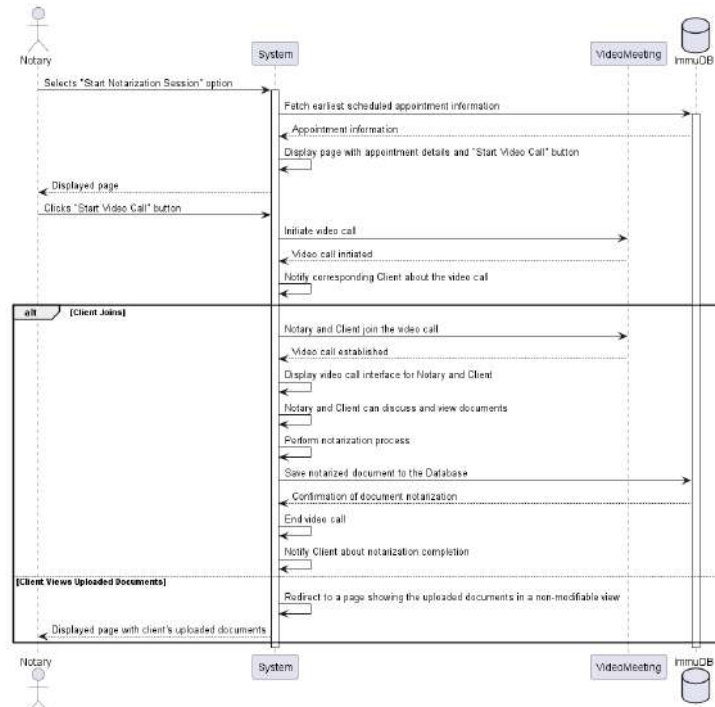 Notary
System
VideoMeeting
ImmuDB
Selects "Start Notarization Session" option
Fetch earliest scheduled appointment information
Appointment information
Display page with appointment details and "Start Video Call" button
Displayed page
Clicks "Start Video Call" button
Initiate video call
Video call initiated
Notify corresponding Client about the video call
alt
[Client Joins]
Notary and Client join the video call
Video call established
Display video call interface for Notary and Client
Notary and Client can discuss and view documents
Perform notarization process
Save notarized document to the Database
Confirmation of document notarization
End video call
Notify Client about notarization completion
[Client Views Uploaded Documents]
Redirect to a page showing the uploaded documents in a non-modifiable view
Displayed page with client's uploaded documents
Notary
System
VideoMeeting
ImmuDB